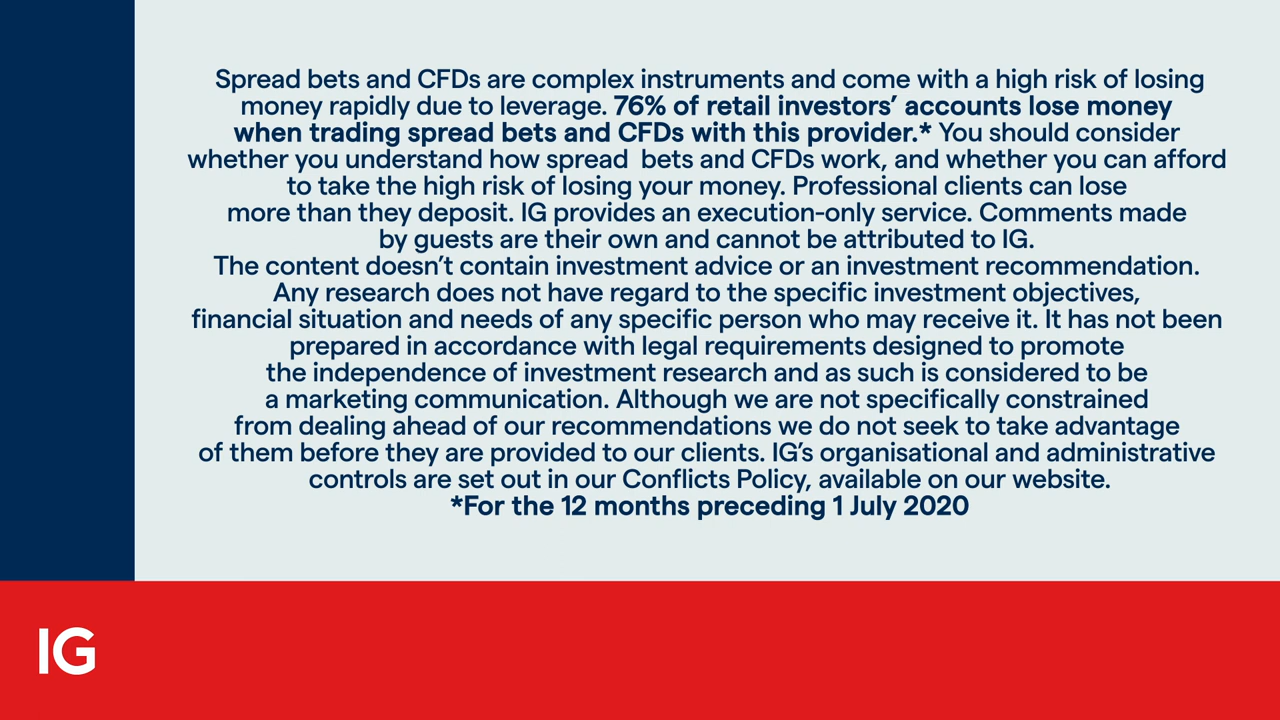 Spread bets and CFDs are complex instruments and come with a high risk of losing
money rapidly due to leverage. 76% of retail investors’ accounts lose money
when trading spread bets and CFDs with this provider.* You should consider
whether you understand how spread  bets and CFDs work, and whether you can afford
to take the high risk of losing your money. Professional clients can lose
more than they deposit. IG provides an execution-only service. Comments made
by guests are their own and cannot be attributed to IG.
The content doesn’t contain investment advice or an investment recommendation.
Any research does not have regard to the specific investment objectives,
financial situation and needs of any specific person who may receive it. It has not been
prepared in accordance with legal requirements designed to promote
the independence of investment research and as such is considered to be
a marketing communication. Although we are not specifically constrained
from dealing ahead of our recommendations we do not seek to take advantage
of them before they are provided to our clients. IG’s organisational and administrative
controls are set out in our Conflicts Policy, available on our website.
*For the 12 months preceding 1 July 2020
IG